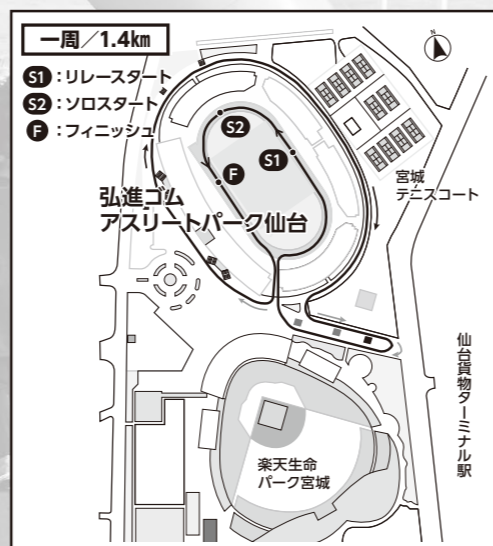 一周／1.4km
S1：リレースタート
S2：ソロスタート
F：フィニッシュ
N
S2
S1
F
弘進ゴム
アスリートパーク仙台
宮城
テニスコート
仙台貨物ターミナル駅
楽天生命
パーク宮城